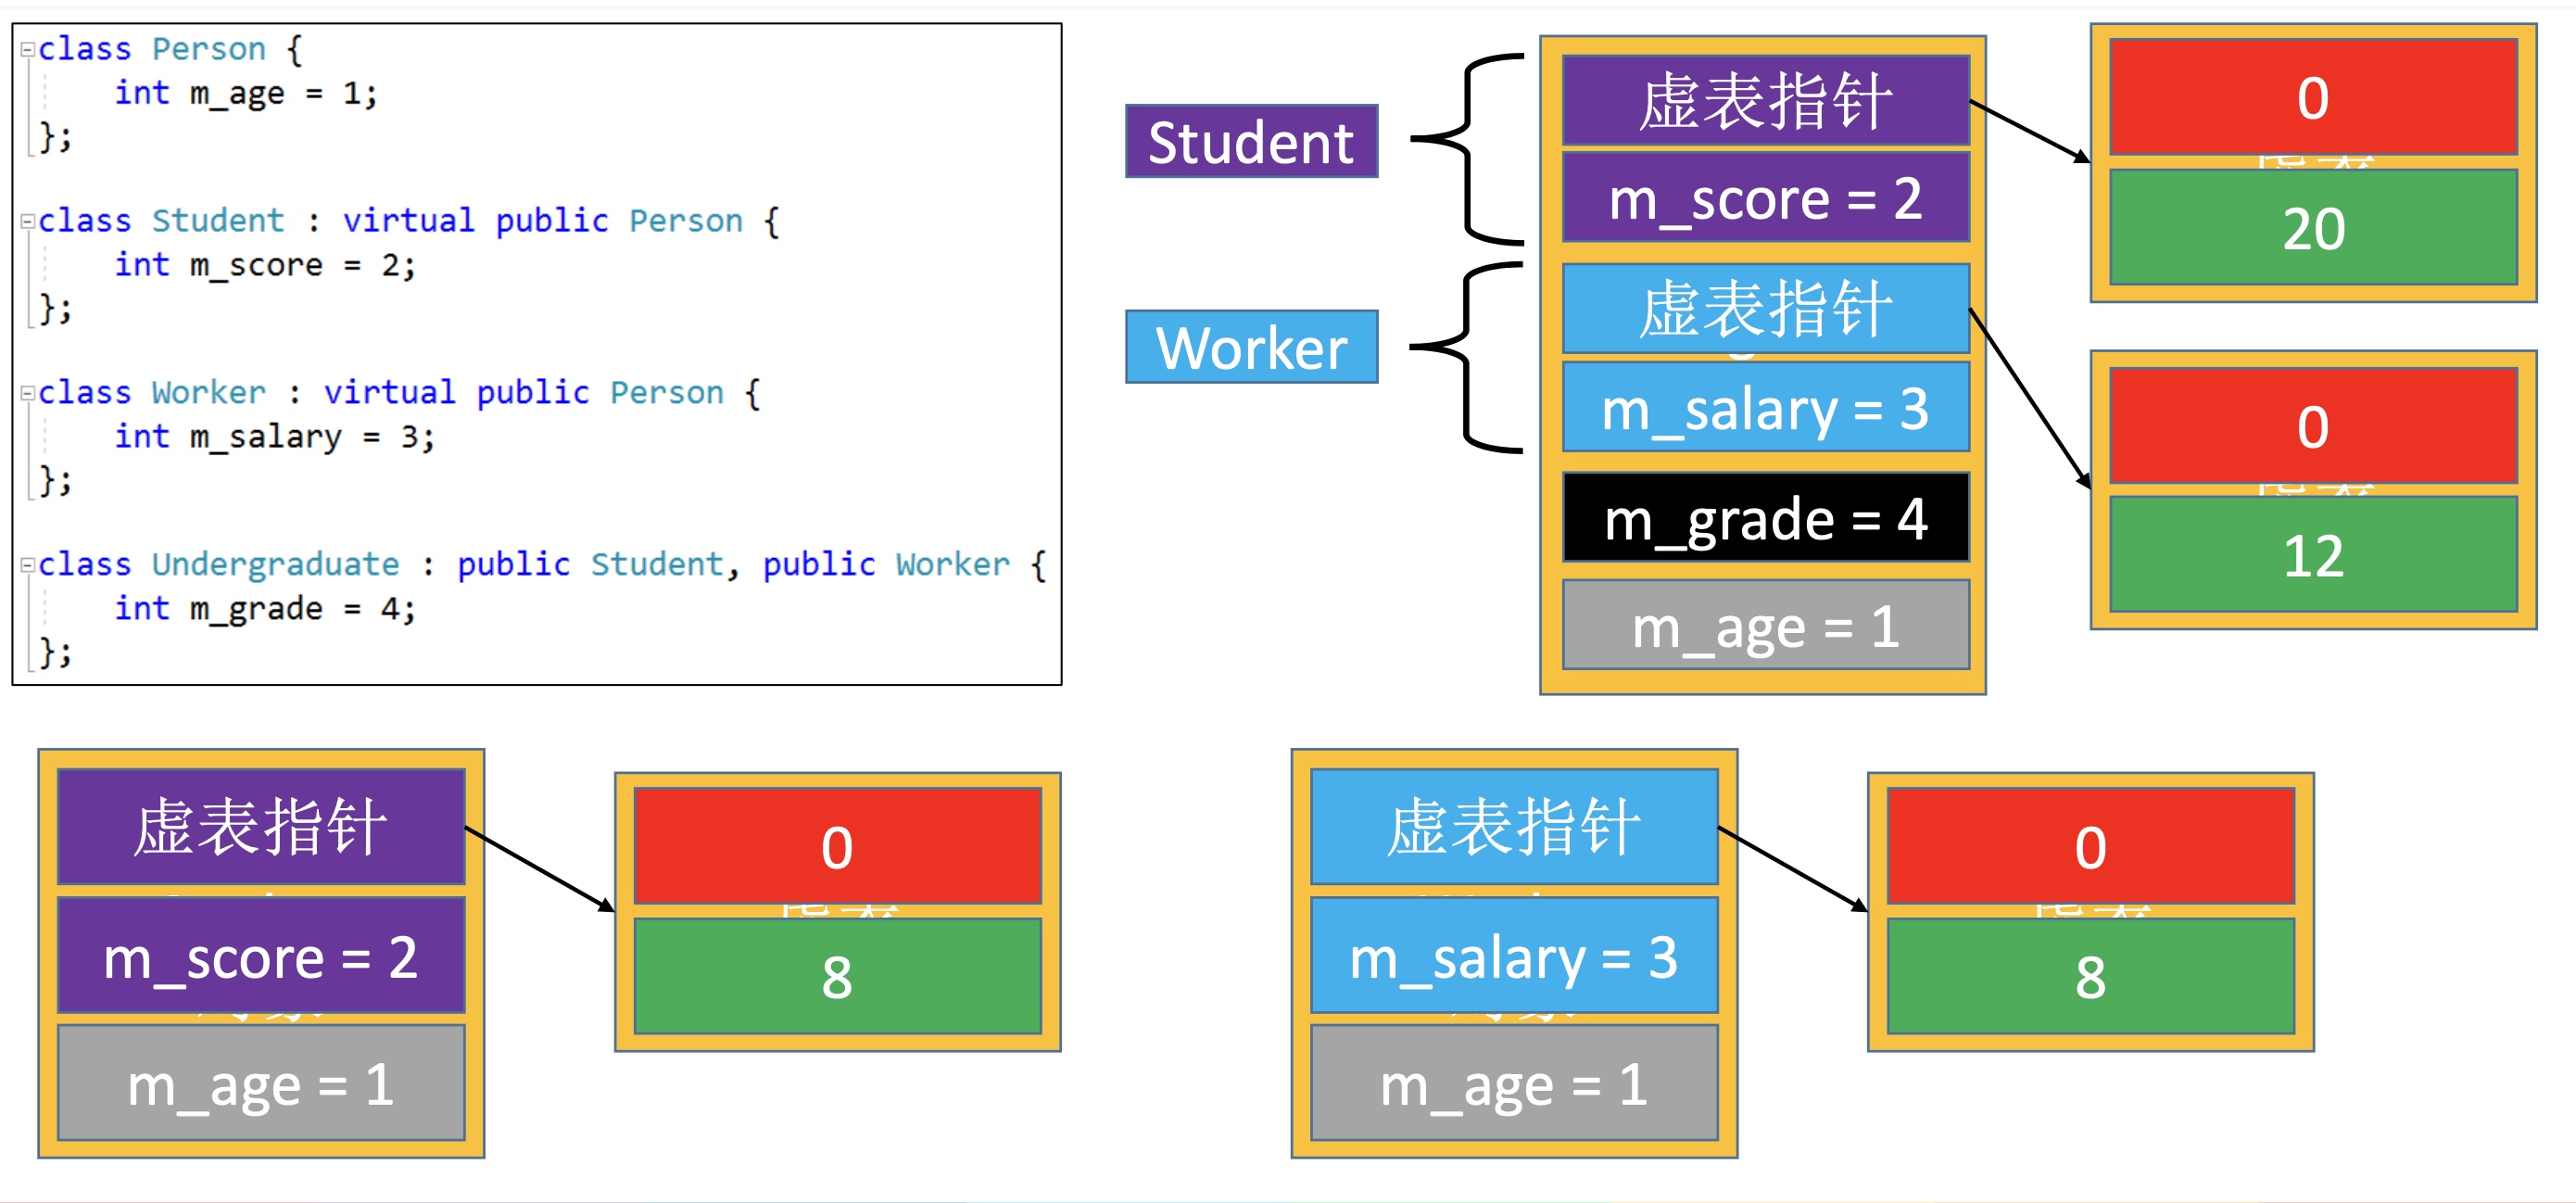 class Person {
int m_age = 1;
};
class Student : virtual public Person {
int m_score = 2;
};
class Worker : virtual public Person {
int m_salary = 3;
};
class Undergraduate : public Student, public Worker {
int m_grade = 4;
};
Student
Worker
虚表指针
m_score = 2
虚表指针
m_salary = 3
m_grade = 4
m_age = 1
0
20
0
12
虚表指针
m_score = 2
m_age = 1
0
8
虚表指针
m_salary = 3
m_age = 1
0
8